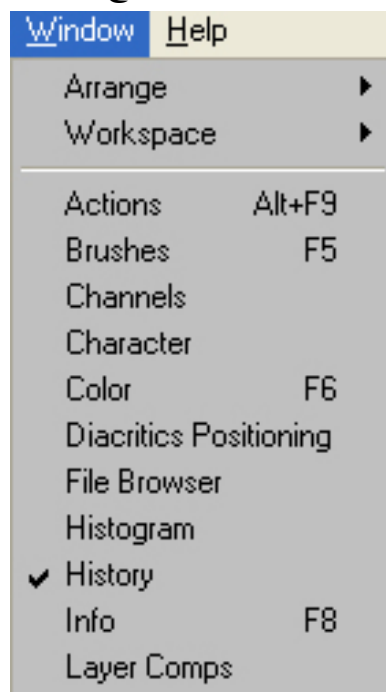 Window Help
Arrange
Workspace
Actions Alt+F9
Brushes F5
Channels
Character
Color F6
Diacritics Positioning
File Browser
Histogram
✓ History
Info F8
Layer Comps